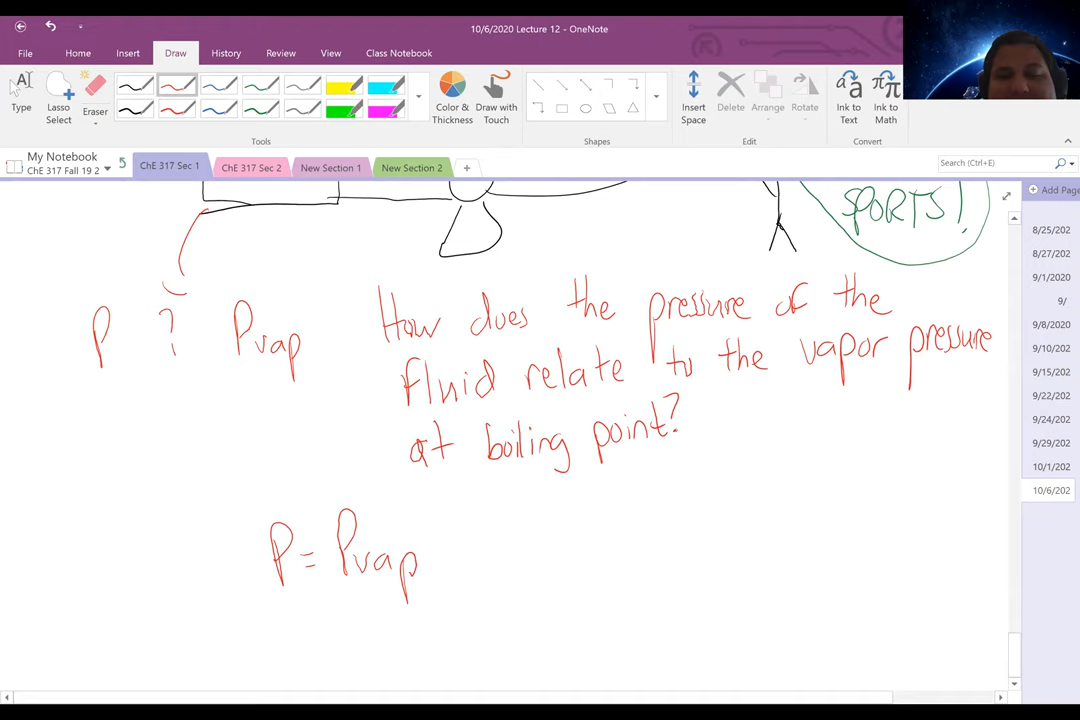 10/6/2020 Lecture 12 - OneNote
File Home Insert Draw History Review View Class Notebook
Type
Lasso Select
Eraser
Color & Thickness
Draw with Touch
Insert Space
Delete
Arrange
Rotate
Ink to Text
Ink to Math
Tools
Shapes
Edit
Convert
My Notebook
ChE 317 Fall 19 2
ChE 317 Sec 1
ChE 317 Sec 2
New Section 1
New Section 2
Search (Ctrl+E)
Add Page
SPORTS!
8/25/202
8/27/202
9/1/2020
9/
9/8/2020
9/10/202
9/15/202
9/22/202
9/24/202
9/29/202
10/1/202
10/6/202
P ? Pvap
How does the pressure of the
fluid relate to the vapor pressure
at boiling point?
P = Pvap